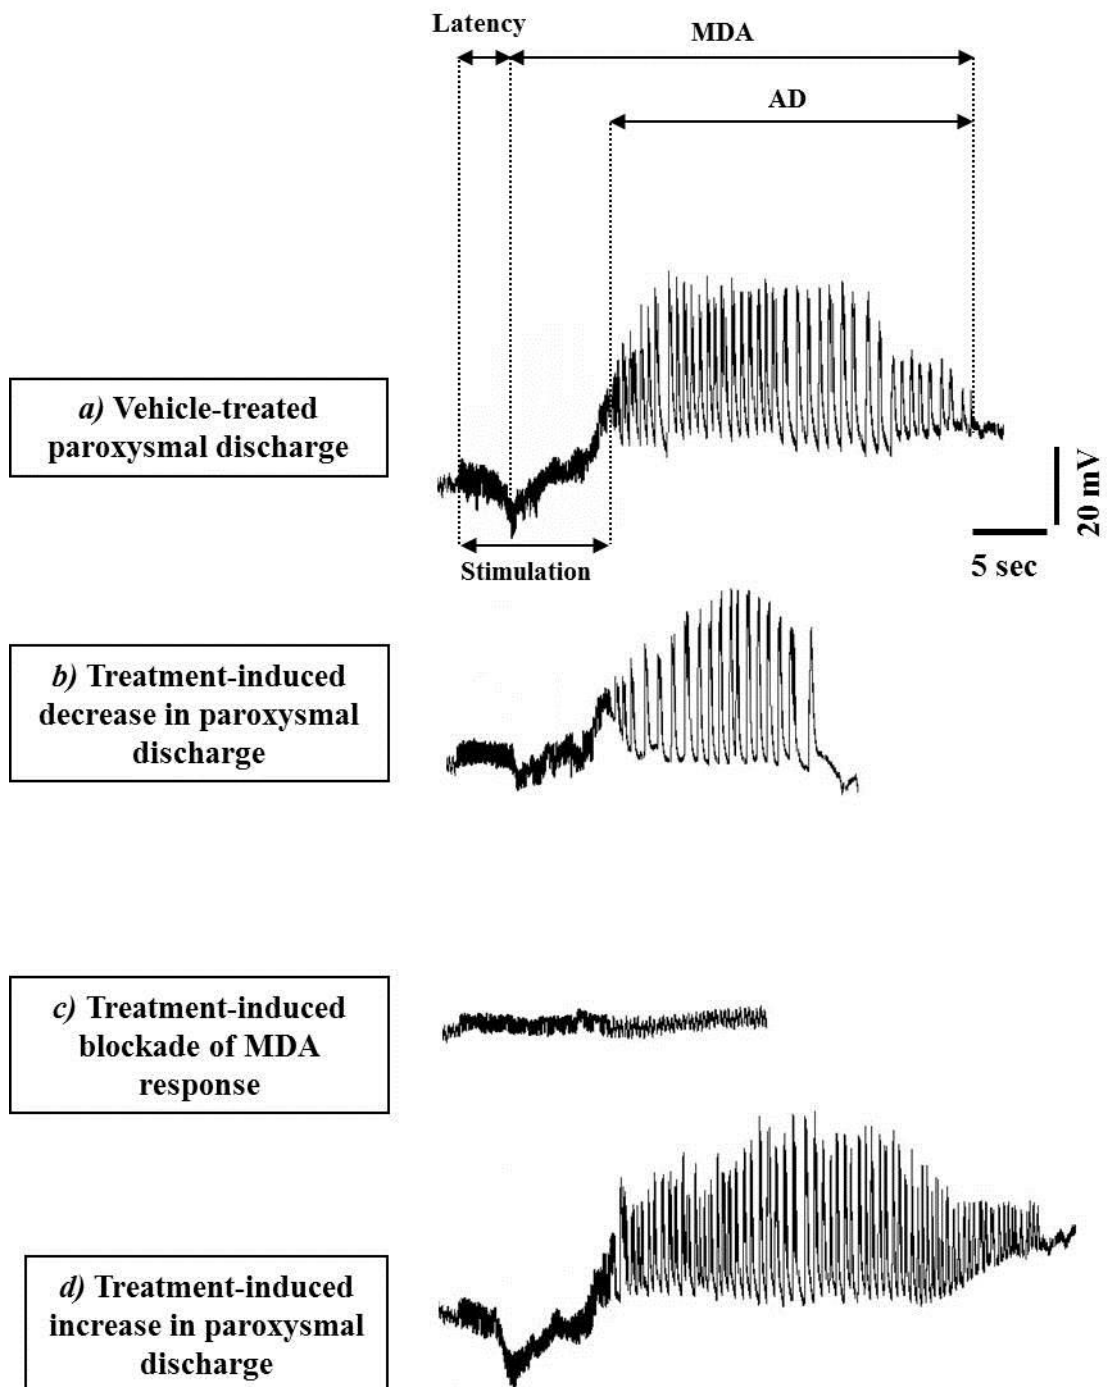 Latency
MDA
AD
a) Vehicle-treated
paroxysmal discharge
20 mV
5 sec
Stimulation
b) Treatment-induced
decrease in paroxysmal
discharge
c) Treatment-induced
blockade of MDA
response
d) Treatment-induced
increase in paroxysmal
discharge